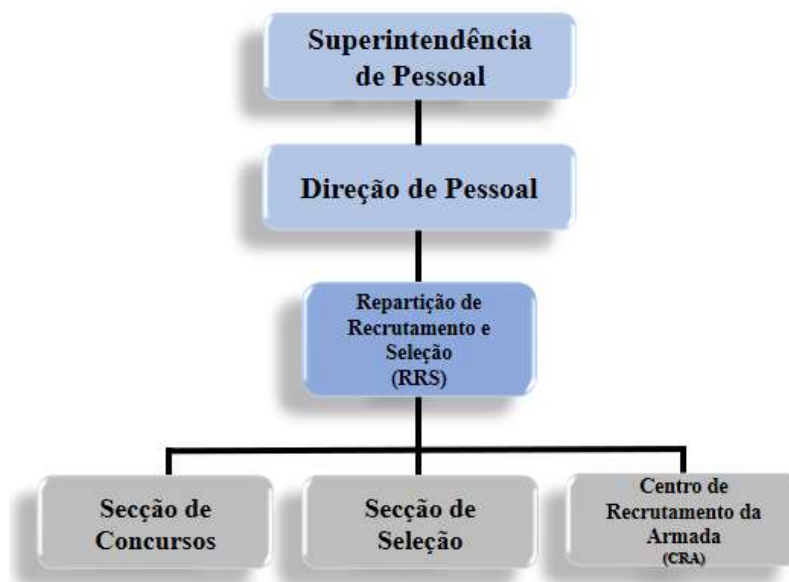 Superintendência
de Pessoal
Direção de Pessoal
Repartição de
Recrutamento e
Seleção
(RRS)
Secção de
Concursos
Secção de
Seleção
Centro de
Recrutamento da
Armada
(CRA)